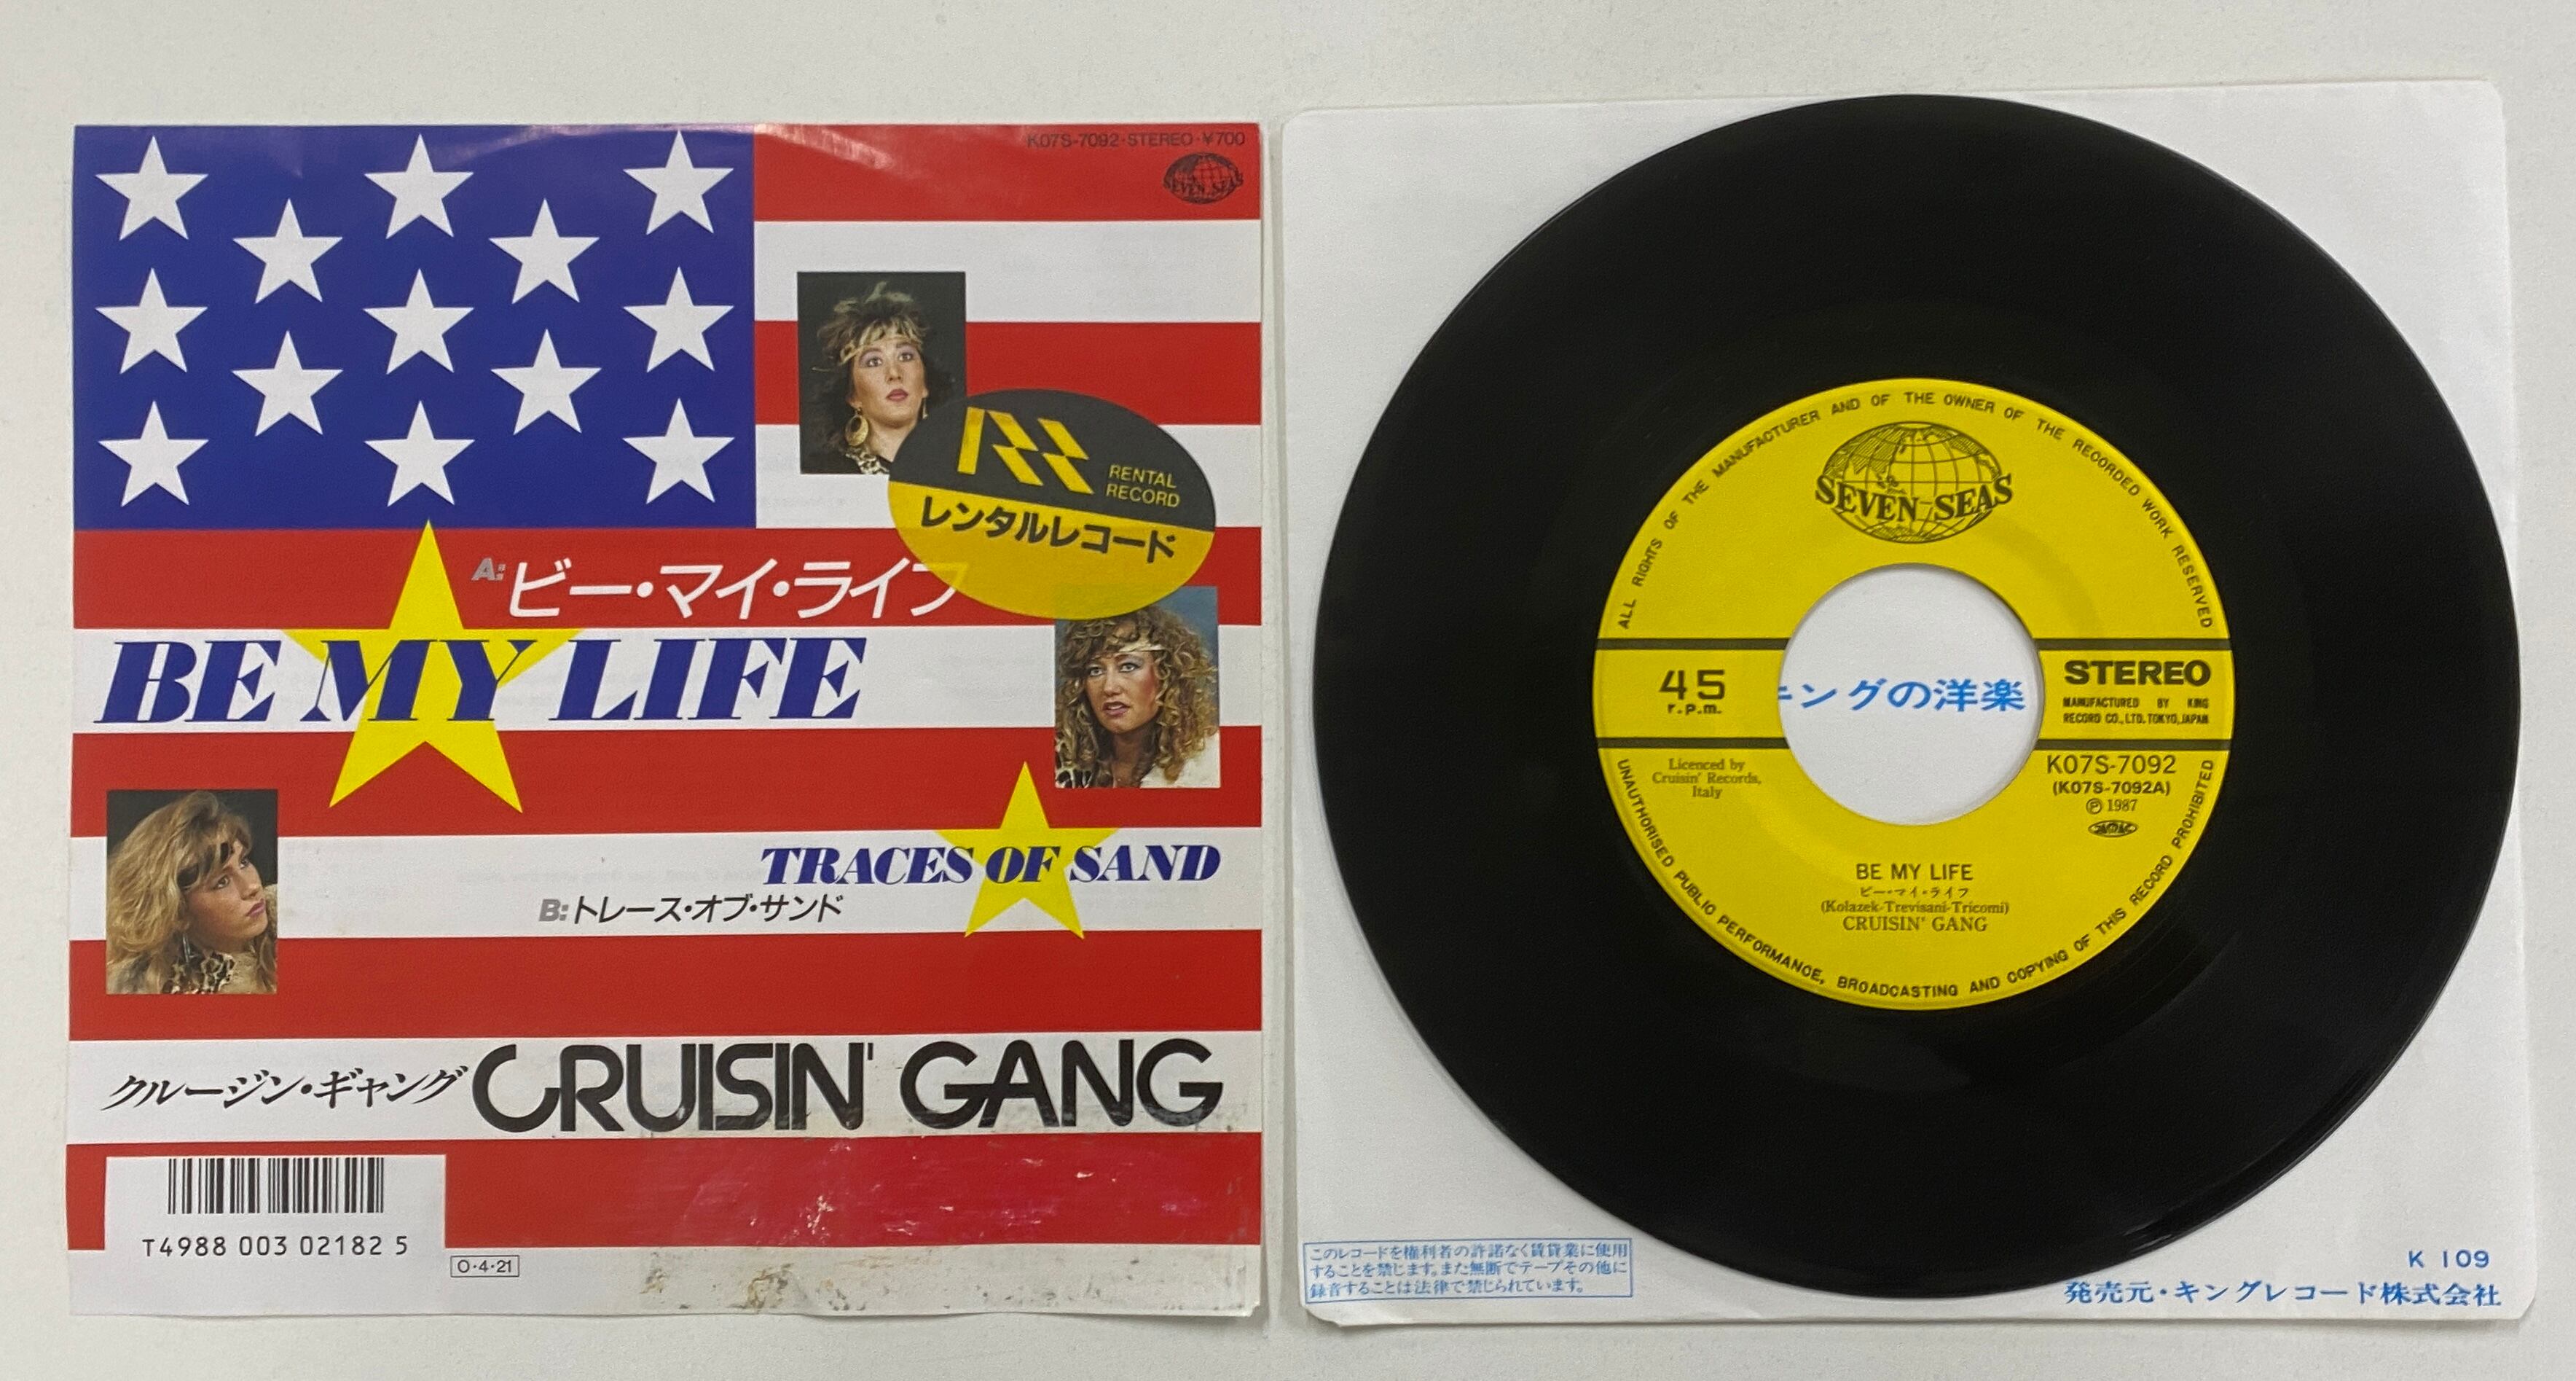 K07S-7092・STEREO・¥700
SEVEN SEAS
RENTAL
RECORD
レンタルレコード
A:ビー・マイ・ライフ
BE MY LIFE
TRACES OF SAND
B:トレース・オブ・サンド
クルージン・ギャング CRUISIN' GANG
T4988 003 02182 5
O・4・21
ALL RIGHTS OF THE MANUFACTURER AND OF THE OWNER OF THE RECORDED WORK RESERVED
SEVEN SEAS
45
r.p.m.
STEREO
MANUFACTURED BY KING
RECORD CO., LTD. TOKYO, JAPAN
キングの洋楽
Licenced by
Cruisin' Records,
Italy
K07S-7092
(K07S-7092A)
Ⓟ 1987
BE MY LIFE
ビー・マイ・ライフ
(Kolazek-Trevisani-Tricomi)
CRUISIN' GANG
UNAUTHORISED PUBLIC PERFORMANCE, BROADCASTING AND COPYING OF THIS RECORD PROHIBITED
このレコードを権利者の許諾なく賃貸業に使用
することを禁じます。また無断でテープその他に
録音することは法律で禁じられています。
K 109
発売元・キングレコード株式会社